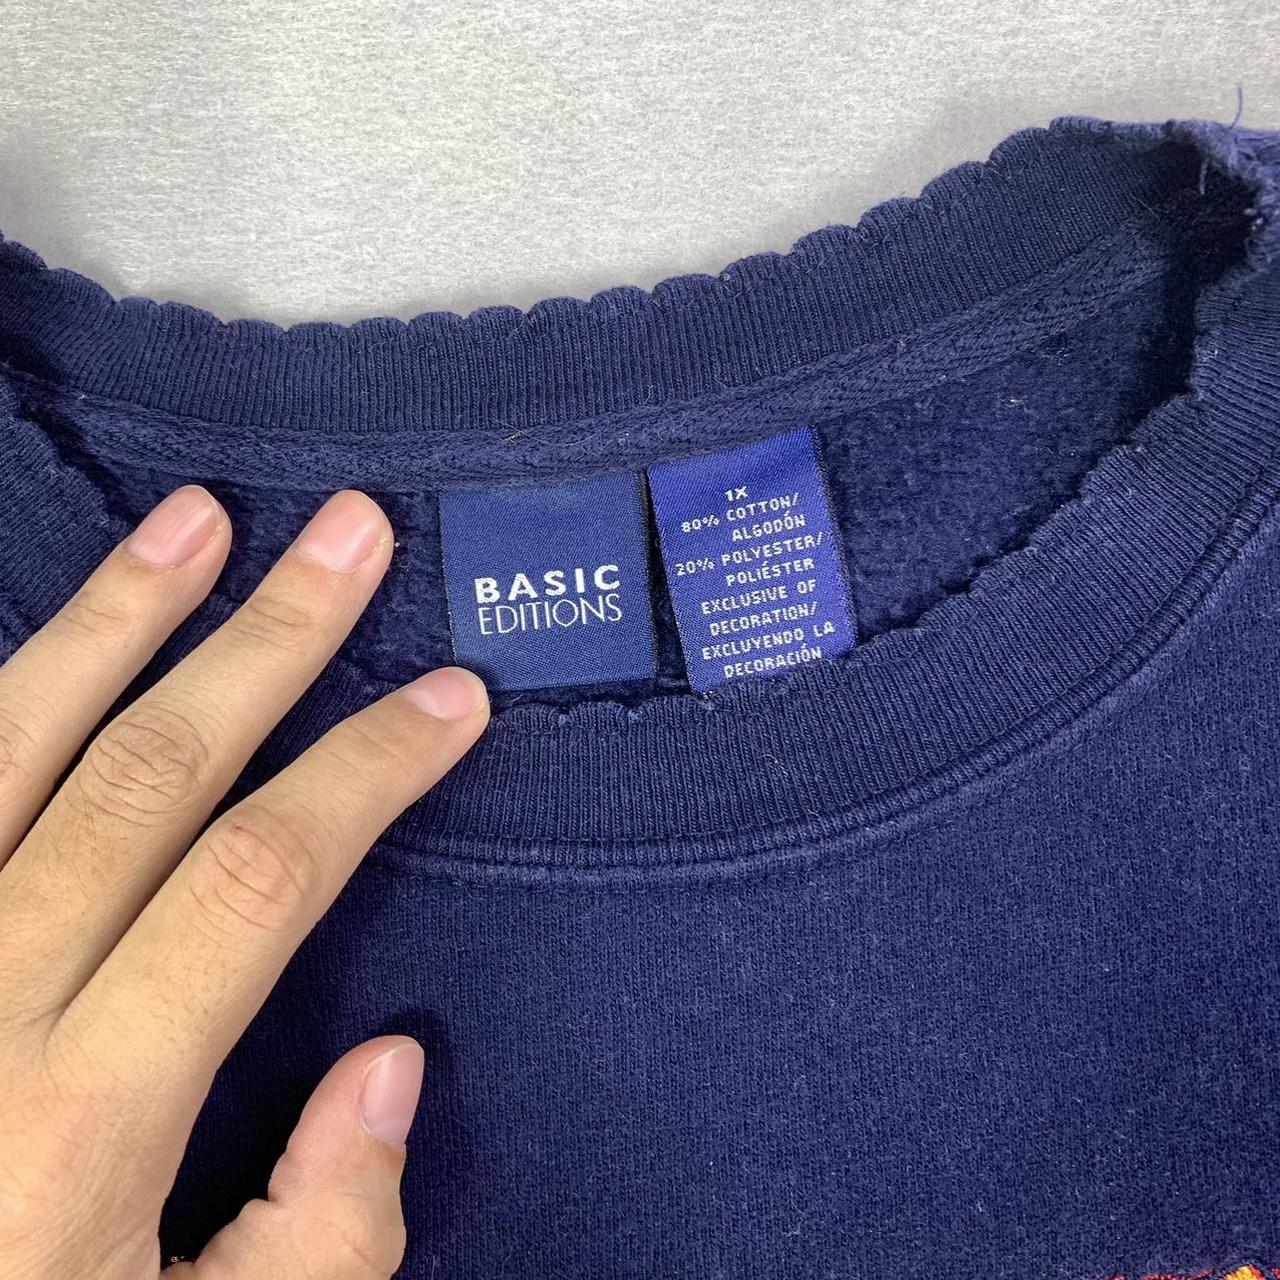 BASIC
EDITIONS
1X
80% COTTON/
ALGODÓN
20% POLYESTER/
POLIÉSTER
EXCLUSIVE OF
DECORATION/
EXCLUYENDO LA
DECORACIÓN